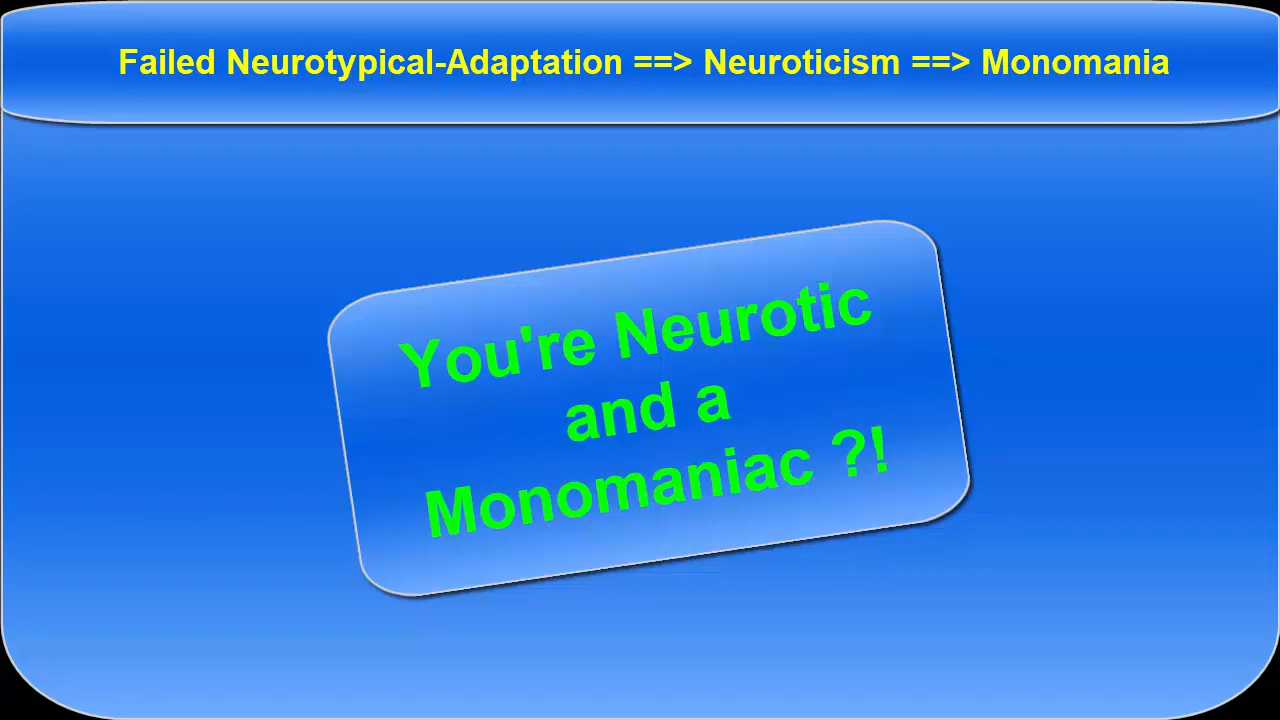 Failed Neurotypical-Adaptation ==> Neuroticism ==> Monomania
You're Neurotic
and a
Monomaniac ?!